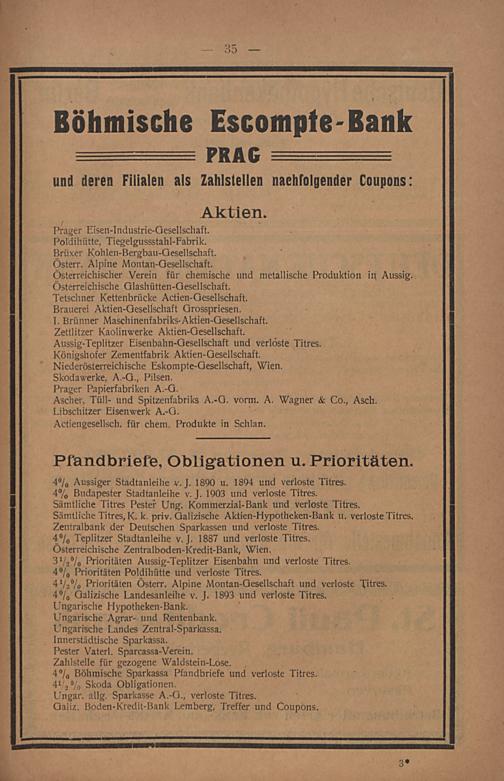 — 35 —
Böhmische Escompte-Bank
PRAG
und deren Filialen als Zahlstellen nachfolgender Coupons:
Aktien.
Prager Eisen-Industrie-Gesellschaft.
Poldihütte, Tiegelgussstahl-Fabrik.
Brüxer Kohlen-Bergbau-Gesellschaft.
Österr. Alpine Montan-Gesellschaft.
Österreichischer Verein für chemische und metallische Produktion in Aussig.
Österreichische Glashütten-Gesellschaft.
Tetschner Kettenbrücke Actien-Gesellschaft.
Brauerei Aktien-Gesellschaft Grosspriesen.
I. Brünner Maschinenfabriks-Aktien-Gesellschaft.
Zettlitzer Kaolinwerke Aktien-Gesellschaft.
Aussig-Teplitzer Eisenbahn-Gesellschaft und verloste Titres.
Königshofer Zementfabrik Aktien-Gesellschaft.
Niederösterreichische Eskompte-Gesellschaft, Wien.
Skodawerke, A.-G., Pilsen.
Prager Papierfabriken A.-G.
Ascher, Tüll- und Spitzenfabriks A.-G. vorm. A. Wagner & Co., Asch.
Libschitzer Eisenwerk A.-G.
Actiengesellsch. für chem. Produkte in Schlan.
Pfandbriefe, Obligationen u. Prioritäten.
4% Aussiger Stadtanleihe v. J. 1890 u. 1894 und verloste Titres.
4% Budapester Stadtanleihe v. J. 1903 und verloste Titres.
Sämtliche Titres Pester Ung. Kommerzial-Bank und verloste Titres.
Sämtliche Titres, K. k. priv. Galizische Aktien-Hypotheken-Bank u. verloste Titres.
Zentralbank der Deutschen Sparkassen und verloste Titres.
4% Teplitzer Stadtanleihe v. J. 1887 und verloste Titres.
Österreichische Zentralboden-Kredit-Bank, Wien.
3½% Prioritäten Aussig-Teplitzer Eisenbahn und verloste Titres.
4% Prioritäten Poldihütte und verloste Titres.
4½% Prioritäten Österr. Alpine Montan-Gesellschaft und verloste Titres.
4% Galizische Landesanleihe v. J. 1893 und verloste Titres.
Ungarische Hypotheken-Bank.
Ungarische Agrar- und Rentenbank.
Ungarische Landes Zentral-Sparkassa.
Innerstädtische Sparkassa.
Pester Vaterl. Sparcassa-Verein.
Zahlstelle für gezogene Waldstein-Lose.
4% Böhmische Sparkassa Pfandbriefe und verloste Titres.
4½% Skoda Obligationen.
Ungar. allg. Sparkasse A.-G., verloste Titres.
Galiz. Boden-Kredit-Bank Lemberg, Treffer und Coupons.
3*